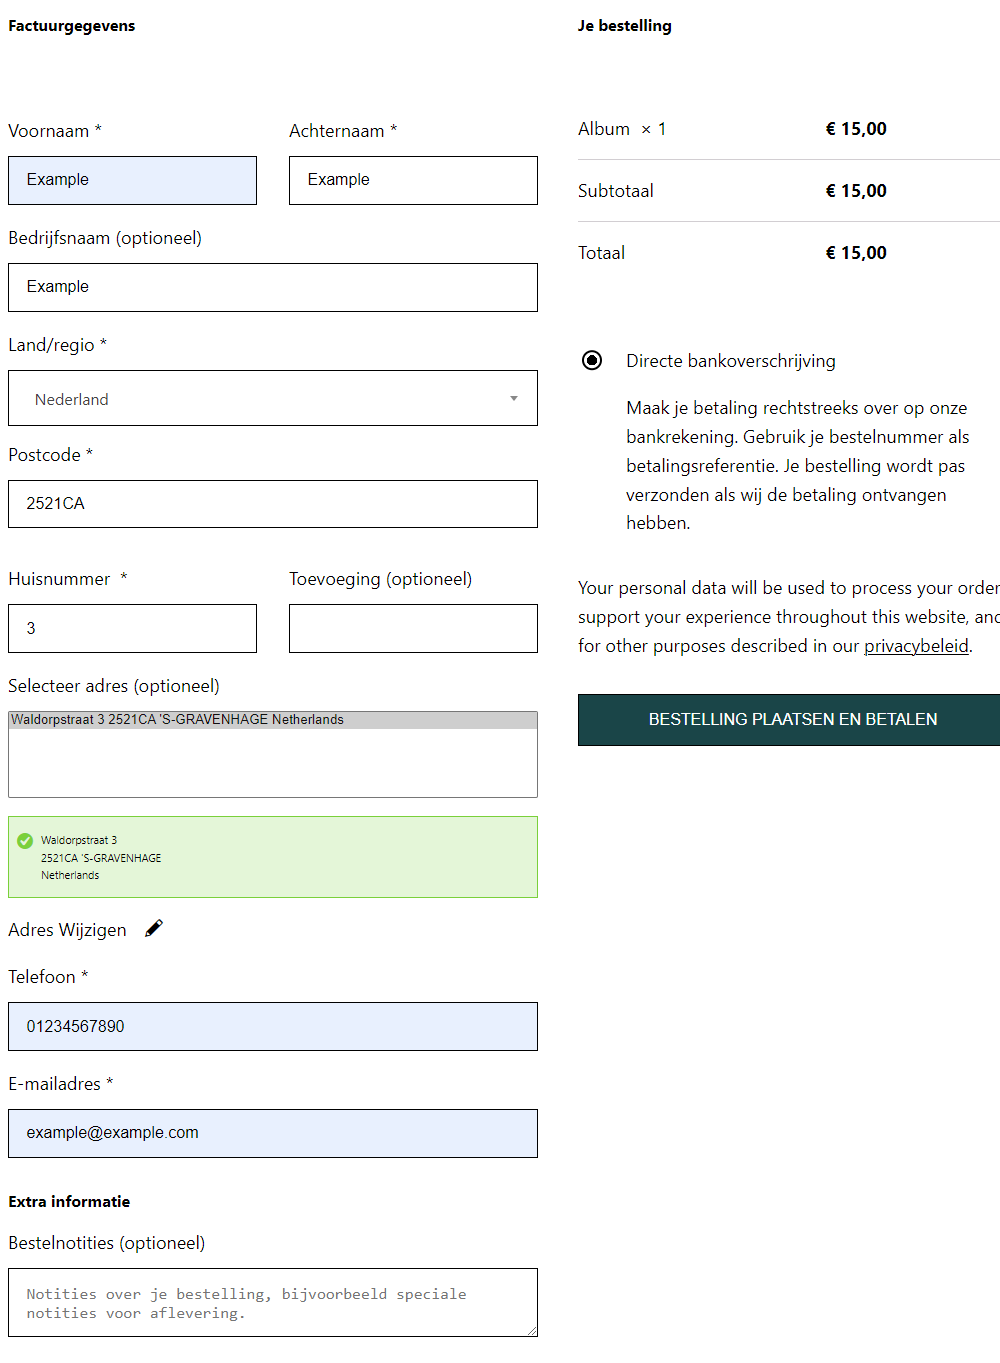 Factuurgegevens
Voornaam *
Achternaam *
Example
Example
Bedrijfsnaam (optioneel)
Example
Land/regio *
Nederland
Postcode *
2521CA
Huisnummer *
Toevoeging (optioneel)
3
Selecteer adres (optioneel)
Waldorpstraat 3 2521CA 'S-GRAVENHAGE Netherlands
Waldorpstraat 3
2521CA 'S-GRAVENHAGE
Netherlands
Adres Wijzigen
Telefoon *
01234567890
E-mailadres *
example@example.com
Extra informatie
Bestelnotities (optioneel)
Notities over je bestelling, bijvoorbeeld speciale
notities voor aflevering.
Je bestelling
Album × 1 € 15,00
Subtotaal € 15,00
Totaal € 15,00
Directe bankoverschrijving
Maak je betaling rechtstreeks over op onze
bankrekening. Gebruik je bestelnummer als
betalingsreferentie. Je bestelling wordt pas
verzonden als wij de betaling ontvangen
hebben.
Your personal data will be used to process your order
support your experience throughout this website, and
for other purposes described in our privacybeleid.
BESTELLING PLAATSEN EN BETALEN